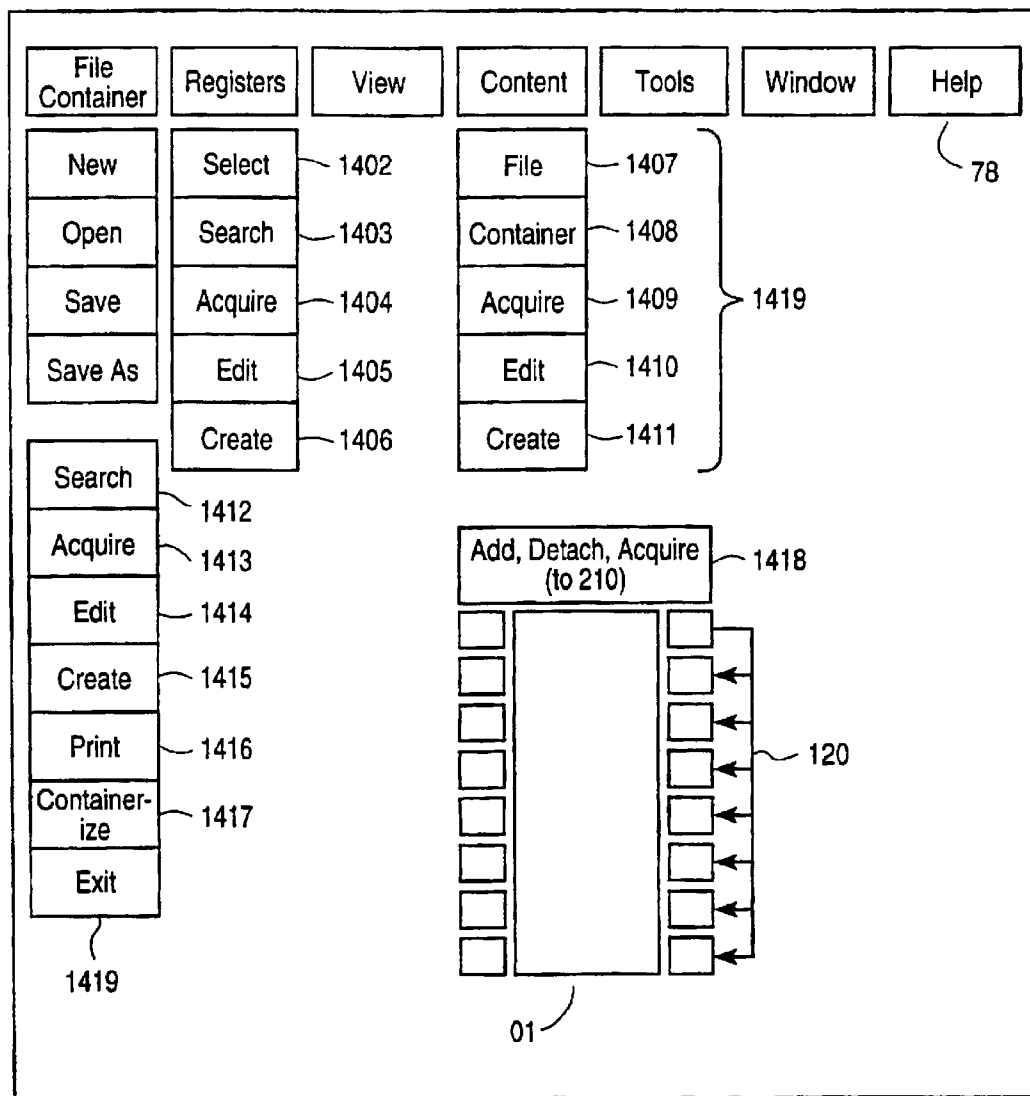 File
Container
Registers
View
Content
Tools
Window
Help
78
New
Open
Save
Save As
Select
1402
Search
1403
Acquire
1404
Edit
1405
Create
1406
File
1407
Container
1408
Acquire
1409
Edit
1410
Create
1411
1419
Search
1412
Acquire
1413
Edit
1414
Create
1415
Print
1416
Container-
ize
1417
Exit
1419
Add, Detach, Acquire
(to 210)
1418
120
01